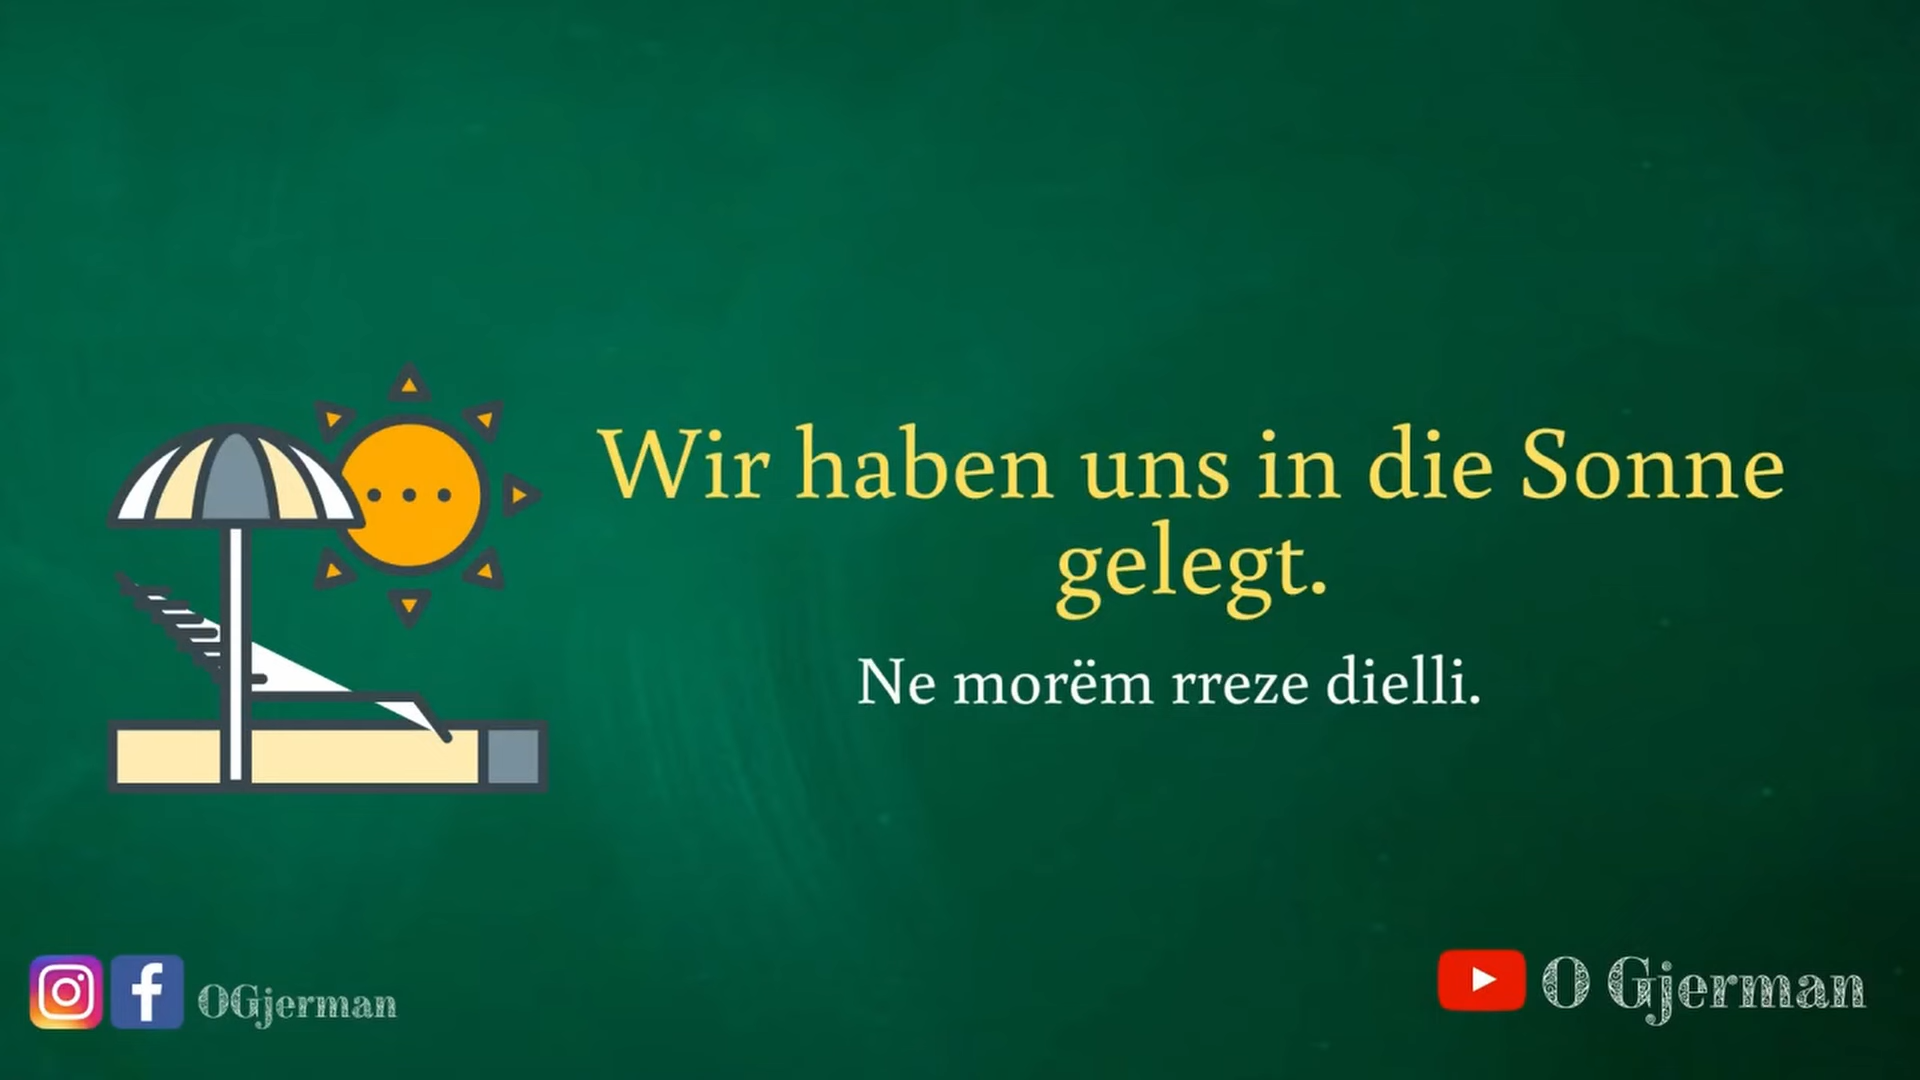 Wir haben uns in die Sonne
gelegt.
Ne morëm rreze dielli.
OGjerman
O Gjerman